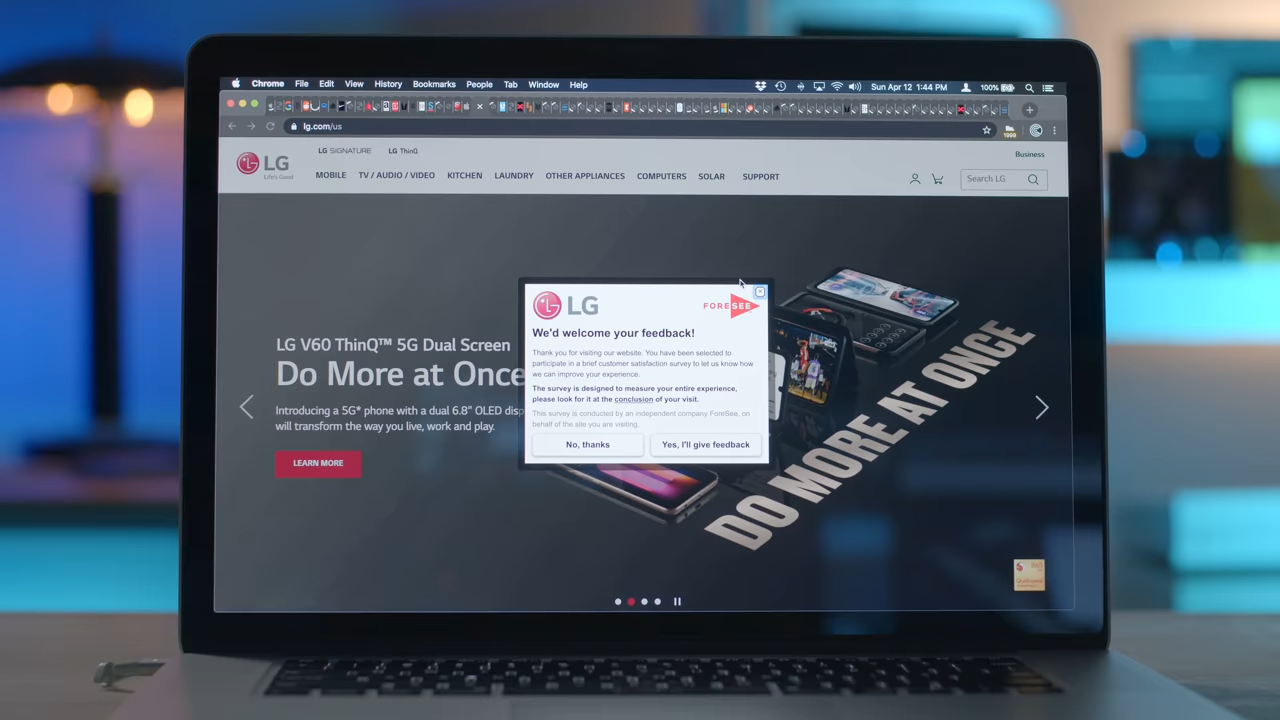 Chrome File Edit View History Bookmarks People Tab Window Help
100%
Sun Apr 12 1:44 PM
lg.com/us
1999
LG SIGNATURE LG ThinQ
Business
LG
Life's Good
MOBILE TV / AUDIO / VIDEO KITCHEN LAUNDRY OTHER APPLIANCES COMPUTERS SOLAR SUPPORT
Search LG
LG V60 ThinQ™ 5G Dual Screen
Do More at Once
Introducing a 5G* phone with a dual 6.8" OLED disp
will transform the way you live, work and play.
LEARN MORE
LG
FORESEE
We'd welcome your feedback!
Thank you for visiting our website. You have been selected to
participate in a brief customer satisfaction survey to let us know how
we can improve your experience.
The survey is designed to measure your entire experience,
please look for it at the conclusion of your visit.
This survey is conducted by an independent company ForeSee, on
behalf of the site you are visiting.
No, thanks
Yes, I'll give feedback
DO MORE AT ONCE
Qualcomm